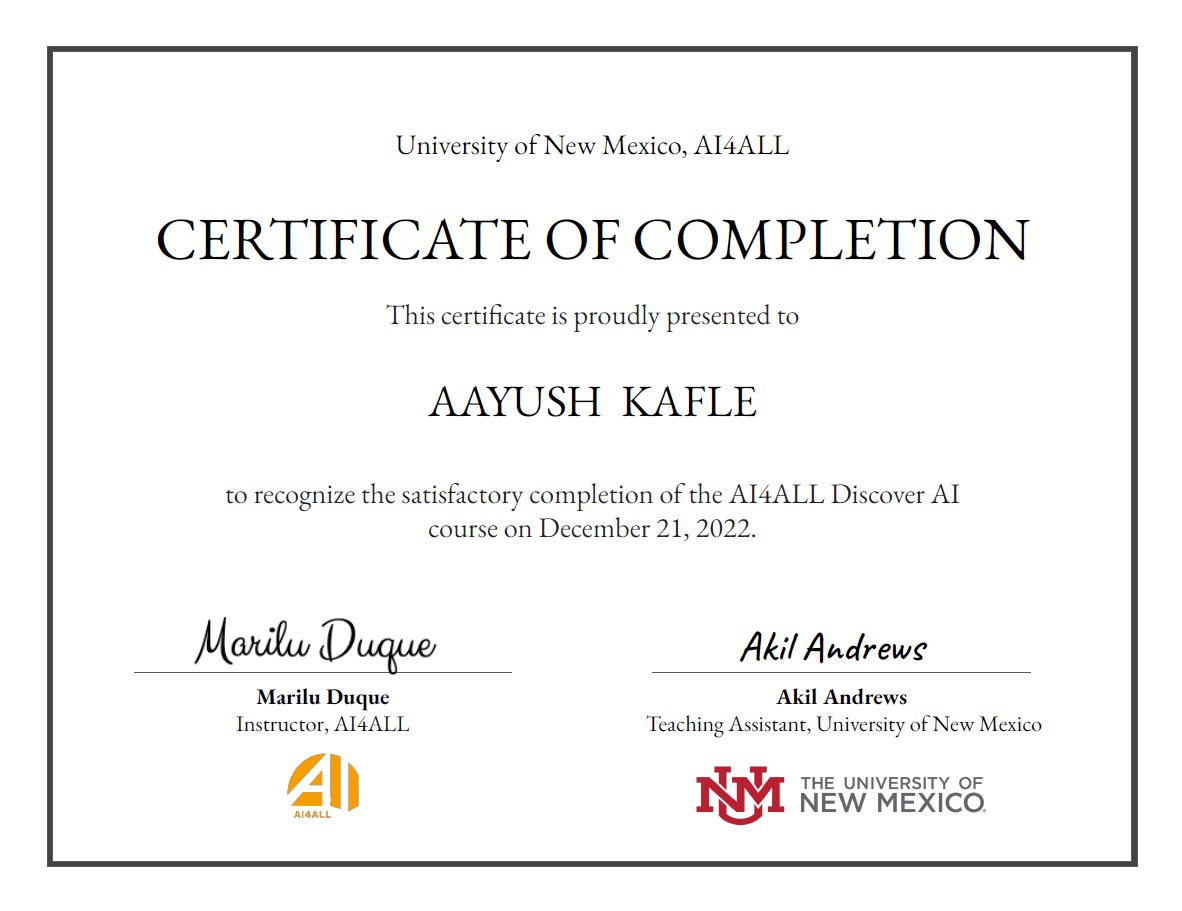 University of New Mexico, AI4ALL
CERTIFICATE OF COMPLETION
This certificate is proudly presented to
AAYUSH KAFLE
to recognize the satisfactory completion of the AI4ALL Discover AI
course on December 21, 2022.
Marilu Duque
Marilu Duque
Instructor, AI4ALL
AI
AI4ALL
Akil Andrews
Akil Andrews
Teaching Assistant, University of New Mexico
UNM
THE UNIVERSITY OF
NEW MEXICO®